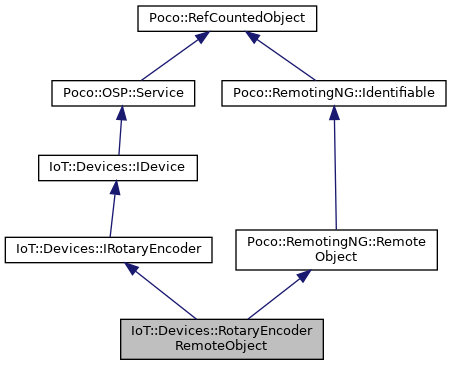 Poco::RefCountedObject
Poco::OSP::Service
Poco::RemotingNG::Identifiable
IoT::Devices::IDevice
IoT::Devices::IRotaryEncoder
Poco::RemotingNG::Remote
Object
IoT::Devices::RotaryEncoder
RemoteObject